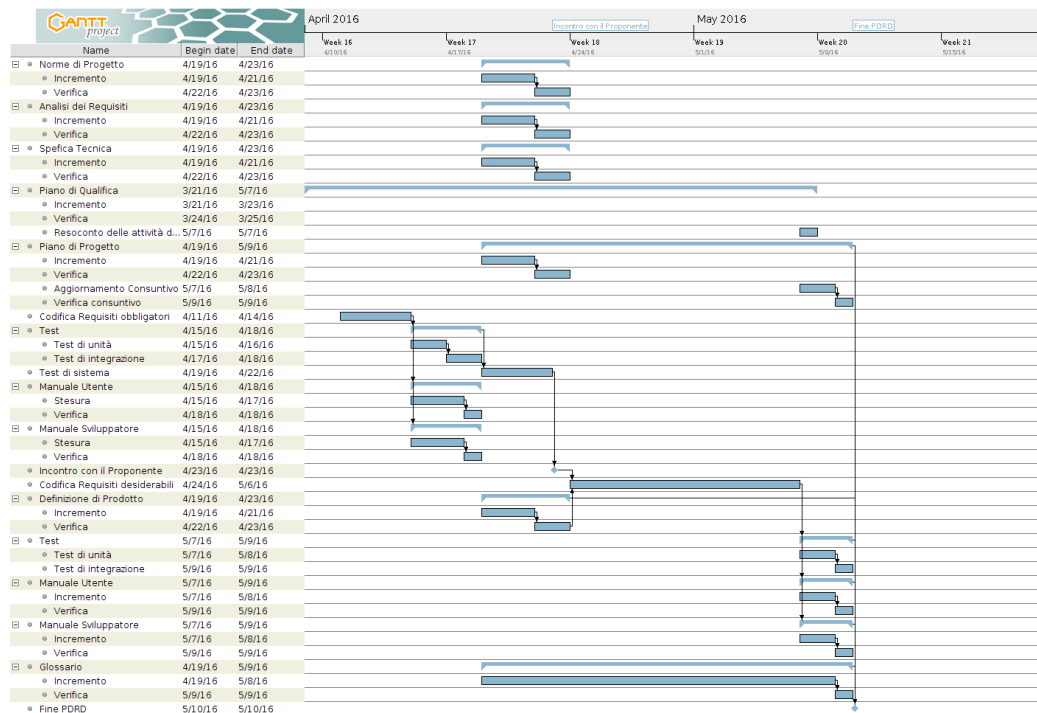 GANTT
project
April 2016
May 2016
Incontro con il Proponente
Fine PDRD
Week 16
Week 17
Week 18
Week 19
Week 20
Week 21
4/10/16
4/17/16
4/24/16
5/1/16
5/8/16
5/15/16
Name Begin date End date
Norme di Progetto 4/19/16 4/23/16
Incremento 4/19/16 4/21/16
Verifica 4/22/16 4/23/16
Analisi dei Requisiti 4/19/16 4/23/16
Incremento 4/19/16 4/21/16
Verifica 4/22/16 4/23/16
Spefica Tecnica 4/19/16 4/23/16
Incremento 4/19/16 4/21/16
Verifica 4/22/16 4/23/16
Piano di Qualifica 3/21/16 5/7/16
Incremento 3/21/16 3/23/16
Verifica 3/24/16 3/25/16
Resoconto delle attività d... 5/7/16 5/7/16
Piano di Progetto 4/19/16 5/9/16
Incremento 4/19/16 4/21/16
Verifica 4/22/16 4/23/16
Aggiornamento Consuntivo 5/7/16 5/8/16
Verifica consuntivo 5/9/16 5/9/16
Codifica Requisiti obbligatori 4/11/16 4/14/16
Test 4/15/16 4/18/16
Test di unità 4/15/16 4/16/16
Test di integrazione 4/17/16 4/18/16
Test di sistema 4/19/16 4/22/16
Manuale Utente 4/15/16 4/18/16
Stesura 4/15/16 4/17/16
Verifica 4/18/16 4/18/16
Manuale Sviluppatore 4/15/16 4/18/16
Stesura 4/15/16 4/17/16
Verifica 4/18/16 4/18/16
Incontro con il Proponente 4/23/16 4/23/16
Codifica Requisiti desiderabili 4/24/16 5/6/16
Definizione di Prodotto 4/19/16 4/23/16
Incremento 4/19/16 4/21/16
Verifica 4/22/16 4/23/16
Test 5/7/16 5/9/16
Test di unità 5/7/16 5/8/16
Test di integrazione 5/9/16 5/9/16
Manuale Utente 5/7/16 5/9/16
Incremento 5/7/16 5/8/16
Verifica 5/9/16 5/9/16
Manuale Sviluppatore 5/7/16 5/9/16
Incremento 5/7/16 5/8/16
Verifica 5/9/16 5/9/16
Glossario 4/19/16 5/9/16
Incremento 4/19/16 5/8/16
Verifica 5/9/16 5/9/16
Fine PDRD 5/10/16 5/10/16